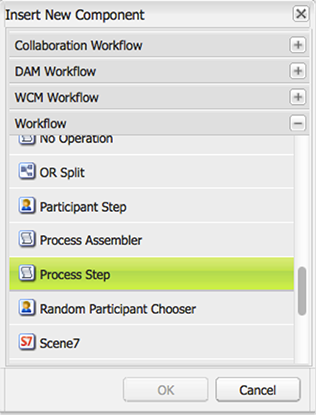 Insert New Component
Collaboration Workflow
DAM Workflow
WCM Workflow
Workflow
No Operation
OR Split
Participant Step
Process Assembler
Process Step
Random Participant Chooser
S7 Scene7
OK Cancel